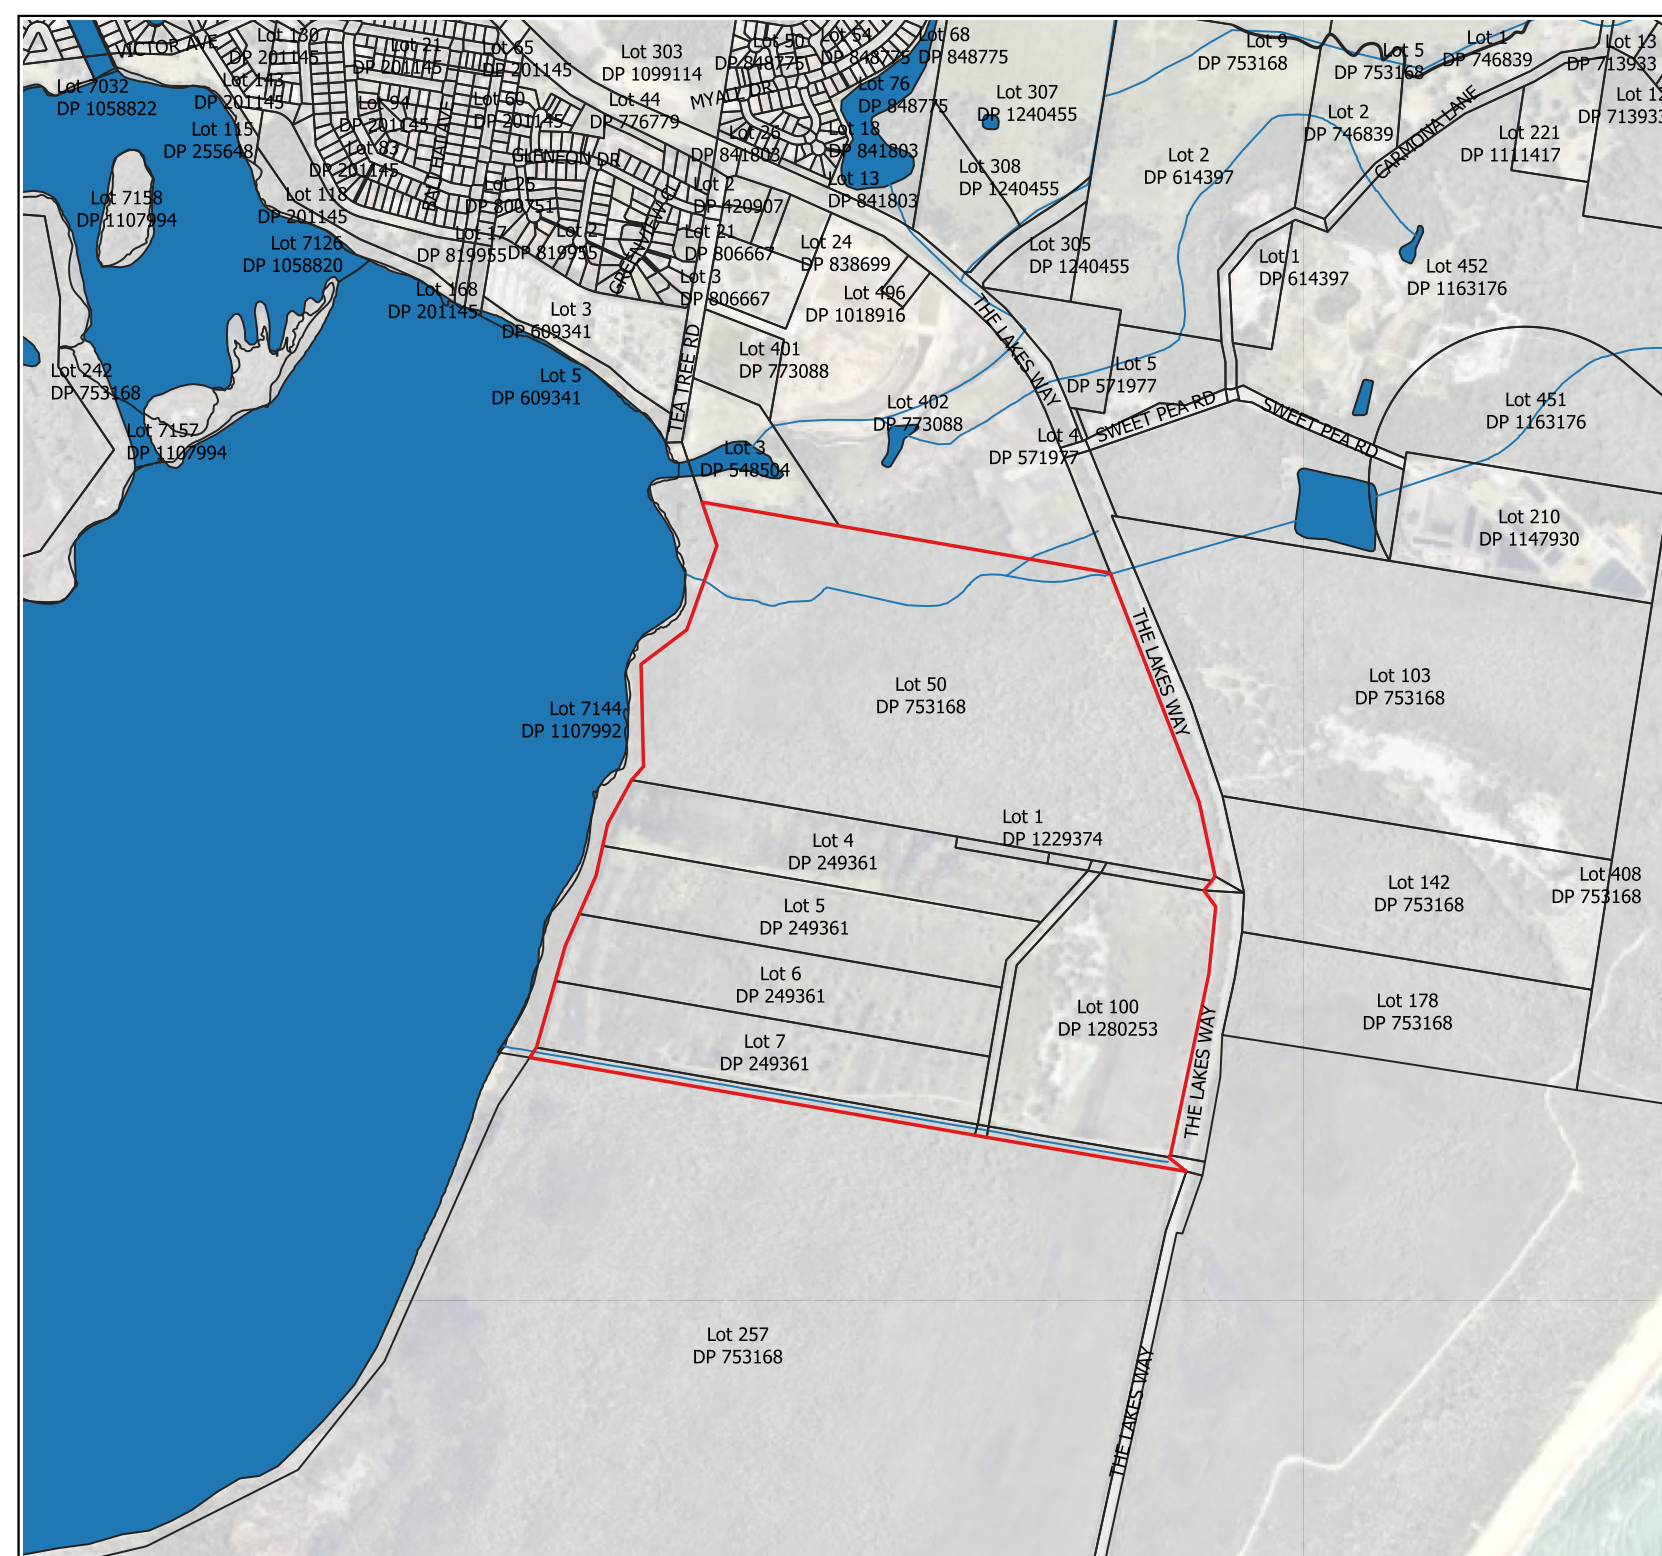 VICTOR AVE
Lot 130
DP 201145
Lot 21
DP 201145
Lot 65
DP 201145
Lot 303
DP 1099114
Lot 50
DP 848775
Lot 54
DP 848775
Lot 68
DP 848775
Lot 9
DP 753168
Lot 5
DP 753168
Lot 1
DP 746839
Lot 13
DP 713933
Lot 7032
DP 1058822
Lot 143
DP 201145
Lot 94
DP 201145
Lot 60
DP 201145
Lot 44
DP 776779
MYALL DR
Lot 76
DP 848775
Lot 307
DP 1240455
Lot 2
DP 746839
CARMONA LANE
Lot 12
DP 713933
Lot 115
DP 255648
Lot 83
DP 201145
GLENEON DR
Lot 26
DP 841803
Lot 18
DP 841803
Lot 308
DP 1240455
Lot 2
DP 614397
Lot 221
DP 1111417
Lot 7158
DP 1107994
Lot 118
DP 201145
Lot 25
DP 800751
GREENVIEW CL
Lot 2
DP 420907
Lot 13
DP 841803
Lot 7126
DP 1058820
Lot 17
DP 819955
Lot 2
DP 819955
Lot 21
DP 806667
Lot 24
DP 838699
Lot 305
DP 1240455
Lot 1
DP 614397
Lot 452
DP 1163176
Lot 168
DP 201145
Lot 3
DP 609341
Lot 3
DP 806667
Lot 496
DP 1018916
THE LAKES WAY
Lot 242
DP 753168
Lot 5
DP 609341
TEA TREE RD
Lot 401
DP 773088
Lot 402
DP 773088
Lot 5
DP 571977
SWEET PEA RD
SWEET PEA RD
Lot 451
DP 1163176
Lot 7157
DP 1107994
Lot 3
DP 548504
Lot 4
DP 571977
Lot 210
DP 1147930
THE LAKES WAY
Lot 7144
DP 1107992
Lot 50
DP 753168
Lot 103
DP 753168
Lot 1
DP 1229374
Lot 4
DP 249361
Lot 142
DP 753168
Lot 408
DP 753168
Lot 5
DP 249361
Lot 6
DP 249361
Lot 100
DP 1280253
Lot 178
DP 753168
Lot 7
DP 249361
THE LAKES WAY
Lot 257
DP 753168
THE LAKES WAY